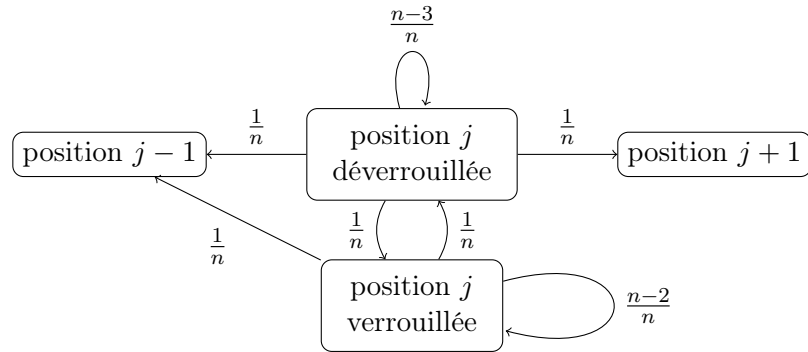 n−3/n
1/n
1/n
position j − 1
position j
déverrouillée
position j + 1
1/n
1/n
1/n
position j
verrouillée
n−2/n